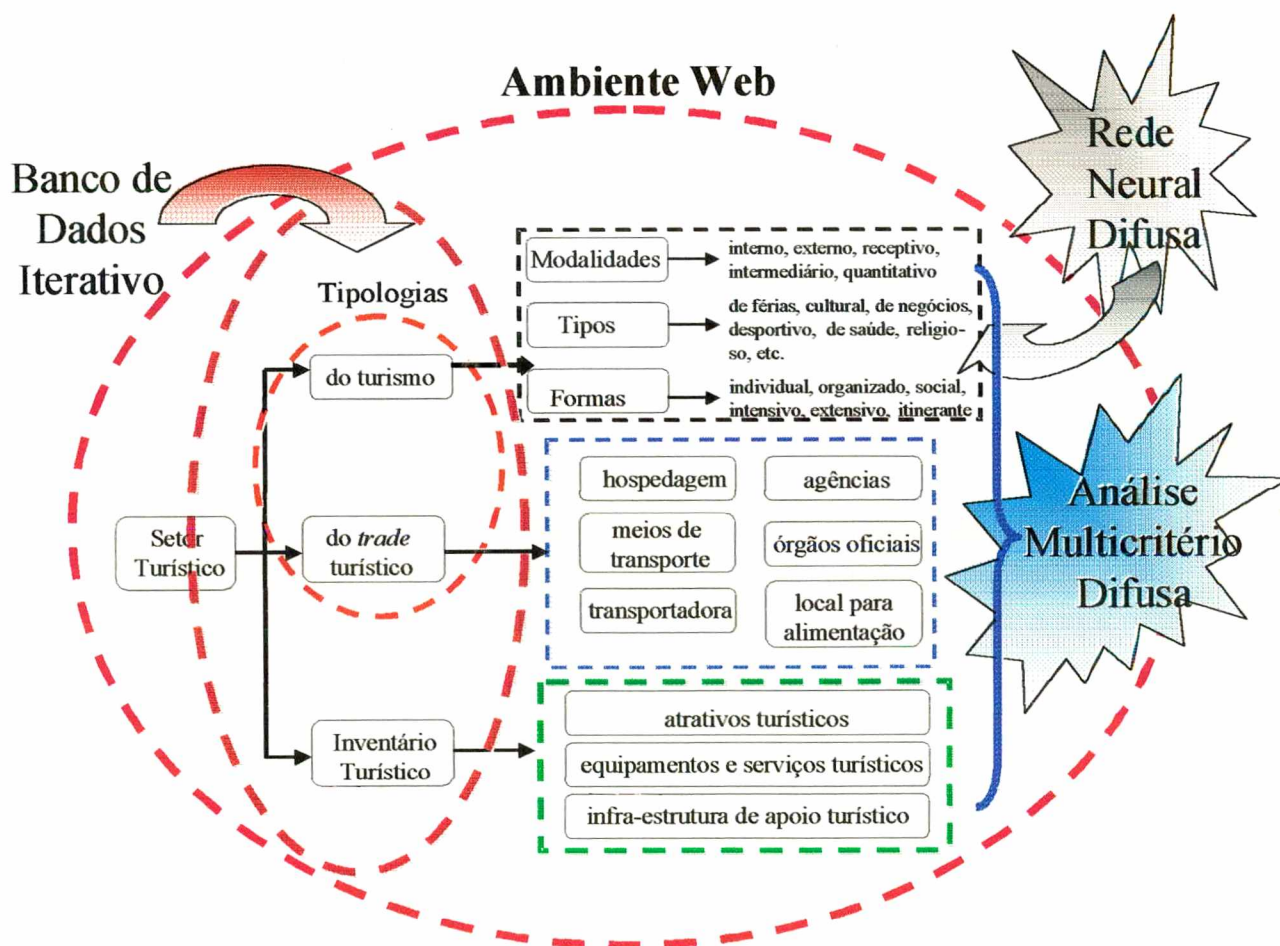 Ambiente Web
Rede
Neural
Difusa
Banco de
Dados
Iterativo
Tipologias
Modalidades
interno, externo, receptivo,
intermediário, quantitativo
Tipos
de férias, cultural, de negócios,
desportivo, de saúde, religio-
so, etc.
Formas
individual, organizado, social,
intensivo, extensivo, itinerante
do turismo
Setor
Turístico
do trade
turístico
hospedagem
agências
meios de
transporte
órgãos oficiais
transportadora
local para
alimentação
Análise
Multicritério
Difusa
Inventário
Turístico
atrativos turísticos
equipamentos e serviços turísticos
infra-estrutura de apoio turístico